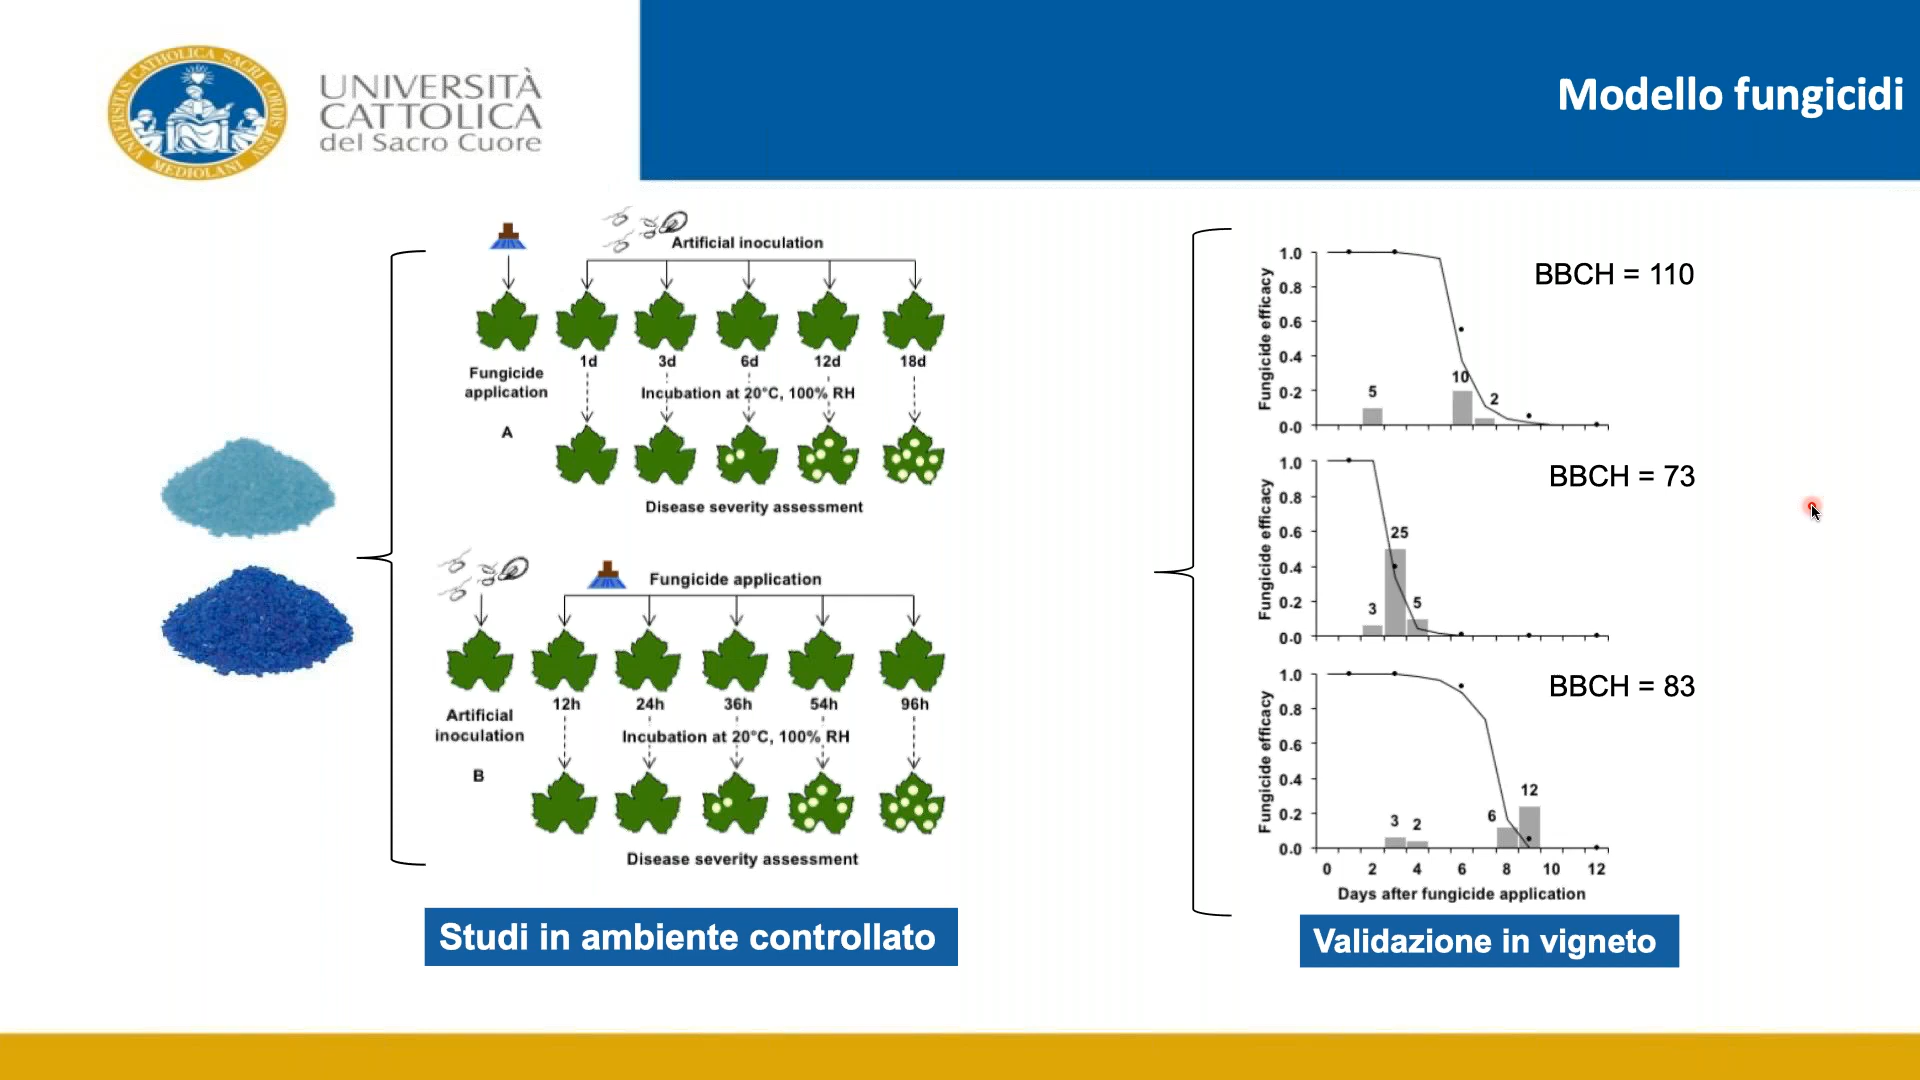 UNIVERSITAS CATHOLICA SACRI CORDIS IESU
MEDIOLANI
UNIVERSITÀ
CATTOLICA
del Sacro Cuore
Modello fungicidi
Artificial inoculation
1d 3d 6d 12d 18d
Fungicide
application
Incubation at 20°C, 100% RH
A
Disease severity assessment
Fungicide application
12h 24h 36h 54h 96h
Artificial
inoculation
Incubation at 20°C, 100% RH
B
Disease severity assessment
Studi in ambiente controllato
BBCH = 110
Fungicide efficacy
1.0
0.8
0.6
0.4
0.2
0.0
5 10 2
BBCH = 73
Fungicide efficacy
1.0
0.8
0.6
0.4
0.2
0.0
3 25 5
BBCH = 83
Fungicide efficacy
1.0
0.8
0.6
0.4
0.2
0.0
3 2 6 12
0 2 4 6 8 10 12
Days after fungicide application
Validazione in vigneto